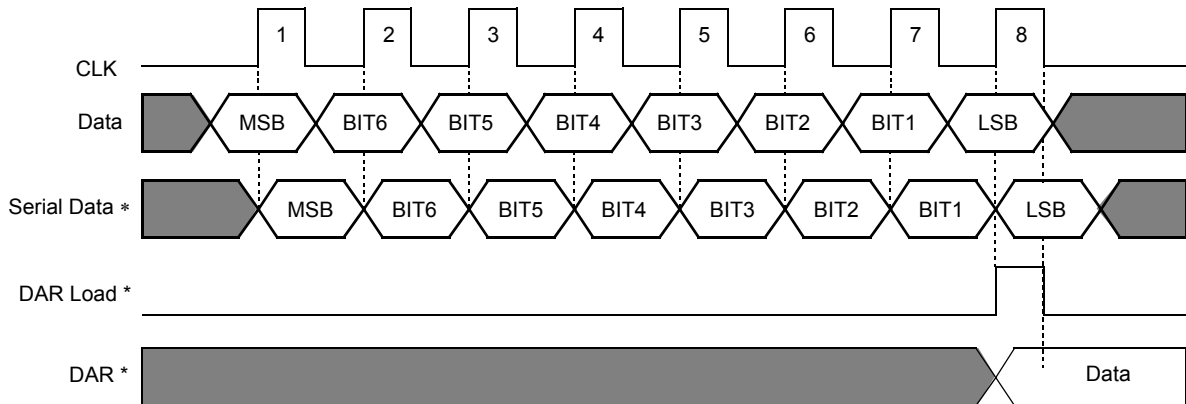 1 2 3 4 5 6 7 8
CLK
Data MSB BIT6 BIT5 BIT4 BIT3 BIT2 BIT1 LSB
Serial Data * MSB BIT6 BIT5 BIT4 BIT3 BIT2 BIT1 LSB
DAR Load *
DAR * Data